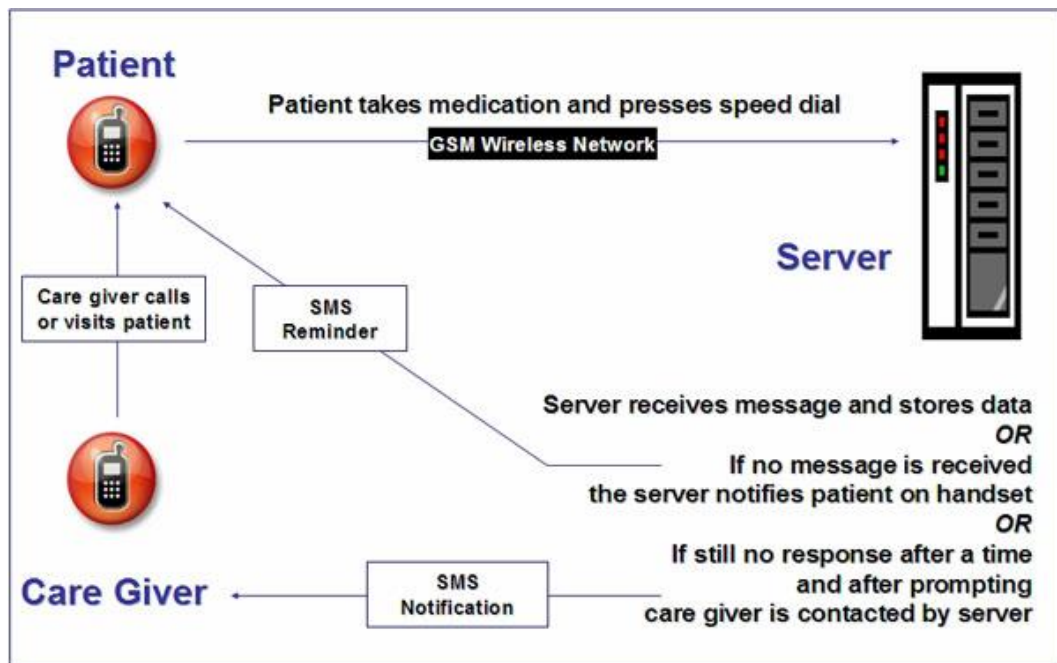 Patient
Patient takes medication and presses speed dial
GSM Wireless Network
Server
Care giver calls
or visits patient
SMS
Reminder
Server receives message and stores data
OR
If no message is received
the server notifies patient on handset
OR
If still no response after a time
and after prompting
care giver is contacted by server
Care Giver
SMS
Notification